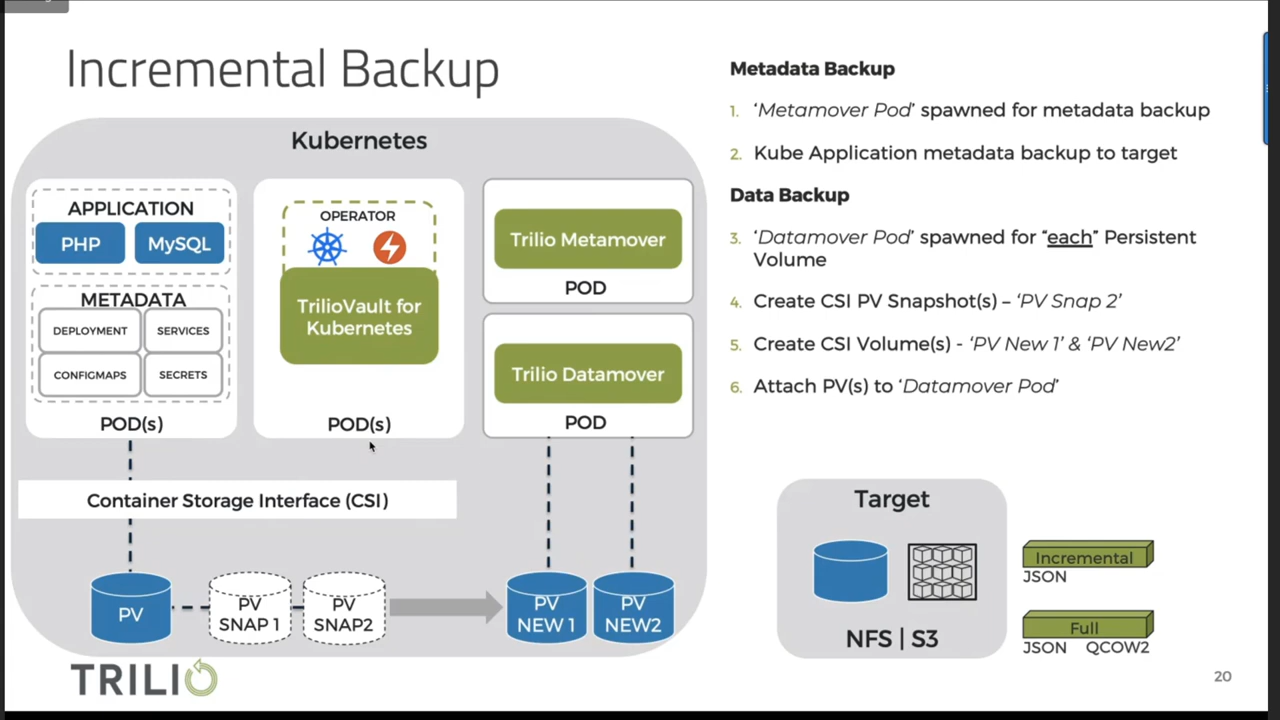 Incremental Backup
Kubernetes
APPLICATION
PHP
MySQL
METADATA
DEPLOYMENT
SERVICES
CONFIGMAPS
SECRETS
POD(s)
OPERATOR
TrilioVault for
Kubernetes
POD(s)
Trilio Metamover
POD
Trilio Datamover
POD
Container Storage Interface (CSI)
PV
PV
SNAP 1
PV
SNAP2
PV
NEW 1
PV
NEW2
TRILIO
Metadata Backup
1. ‘Metamover Pod’ spawned for metadata backup
2. Kube Application metadata backup to target
Data Backup
3. ‘Datamover Pod’ spawned for “each” Persistent
Volume
4. Create CSI PV Snapshot(s) – ‘PV Snap 2’
5. Create CSI Volume(s) - ‘PV New 1’ & ‘PV New2’
6. Attach PV(s) to ‘Datamover Pod’
Target
NFS | S3
Incremental
JSON
Full
JSON QCOW2
20